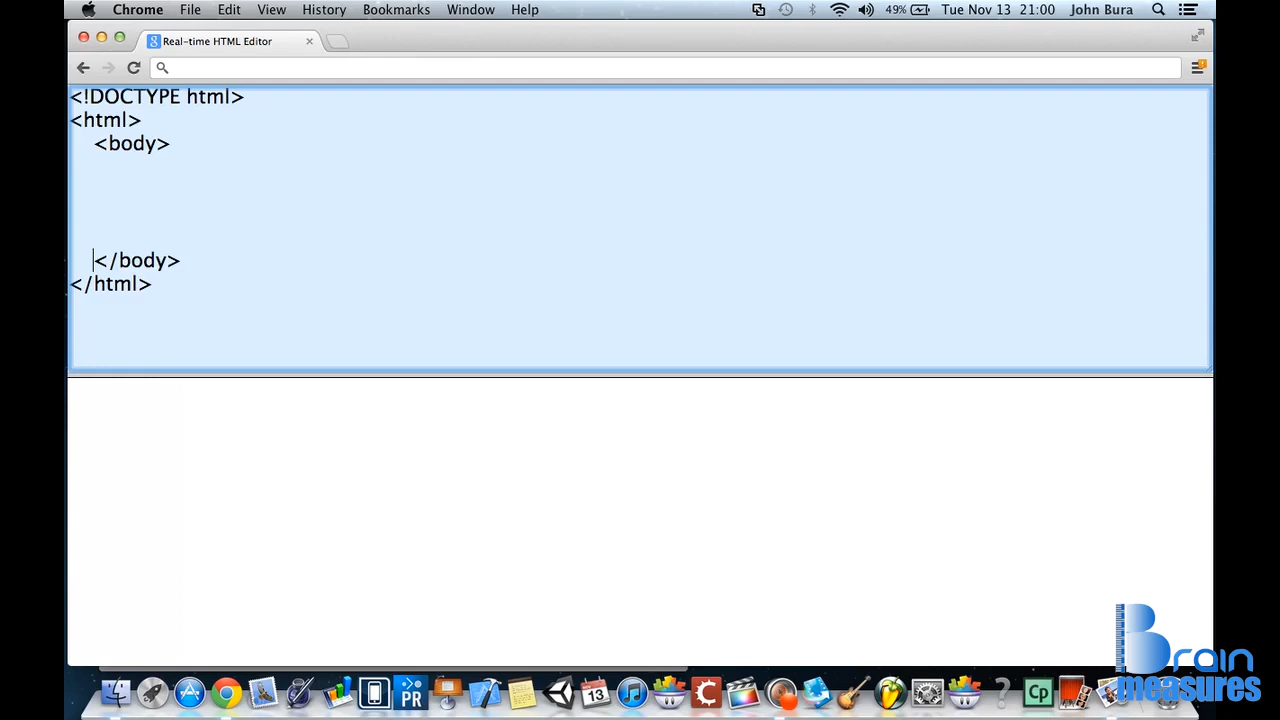 Chrome File Edit View History Bookmarks Window Help 49% Tue Nov 13 21:00 John Bura
Real-time HTML Editor
<!DOCTYPE html>
<html>
<body>
</body>
</html>
13
PR
Cp
Brain
measures